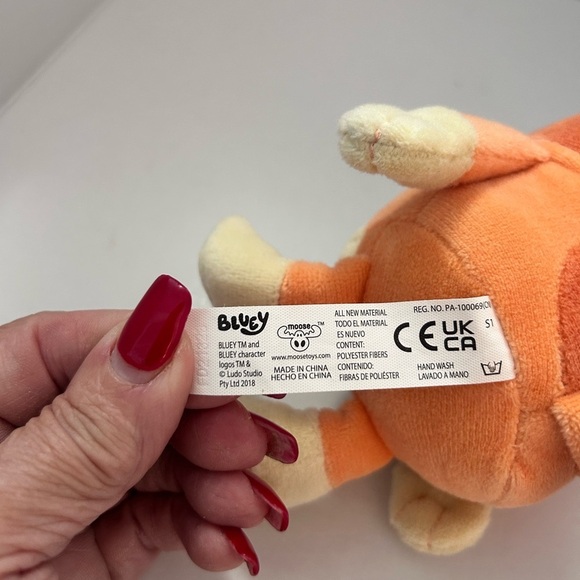 BLUEY
BLUEY TM and
BLUEY character
logos TM &
© Ludo Studio
Pty Ltd 2018
moose TM
www.moosetoys.com
MADE IN CHINA
HECHO EN CHINA
ALL NEW MATERIAL
TODO EL MATERIAL
ES NUEVO
CONTENT:
POLYESTER FIBERS
CONTENIDO:
FIBRAS DE POLIÉSTER
REG. NO. PA-100069(CN
CE UK
CA
S1
HAND WASH
LAVADO A MANO